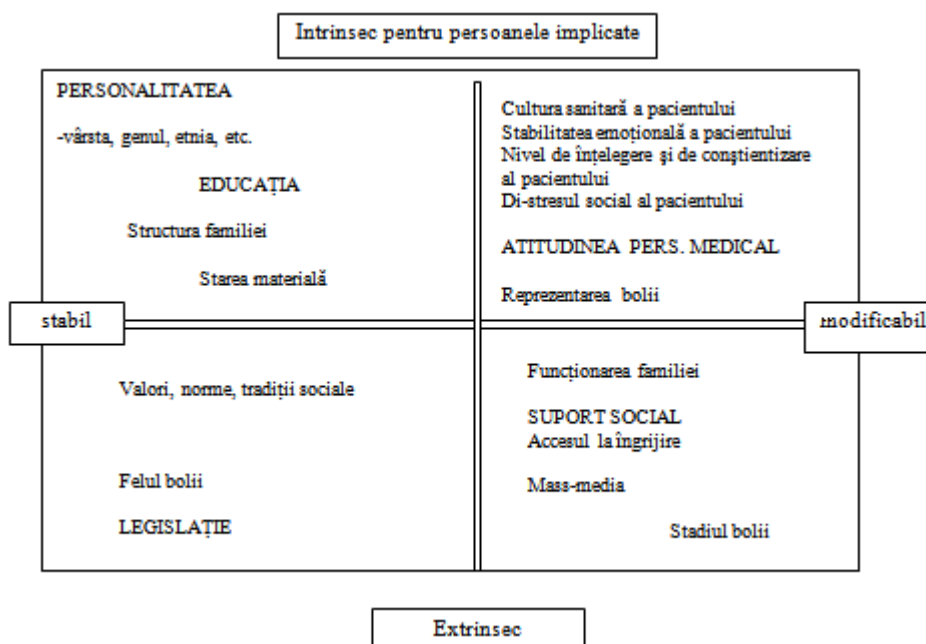 Intrinsec pentru persoanele implicate
PERSONALITATEA
-vârsta, genul, etnia, etc.
EDUCAȚIA
Structura familiei
Starea materială
Cultura sanitară a pacientului
Stabilitatea emoțională a pacientului
Nivel de înțelegere și de conștientizare
al pacientului
Di-stresul social al pacientului
ATITUDINEA PERS. MEDICAL
Reprezentarea bolii
stabil
modificabil
Valori, norme, tradiții sociale
Felul bolii
LEGISLAȚIE
Funcționarea familiei
SUPORT SOCIAL
Accesul la îngrijire
Mass-media
Stadiul bolii
Extrinsec